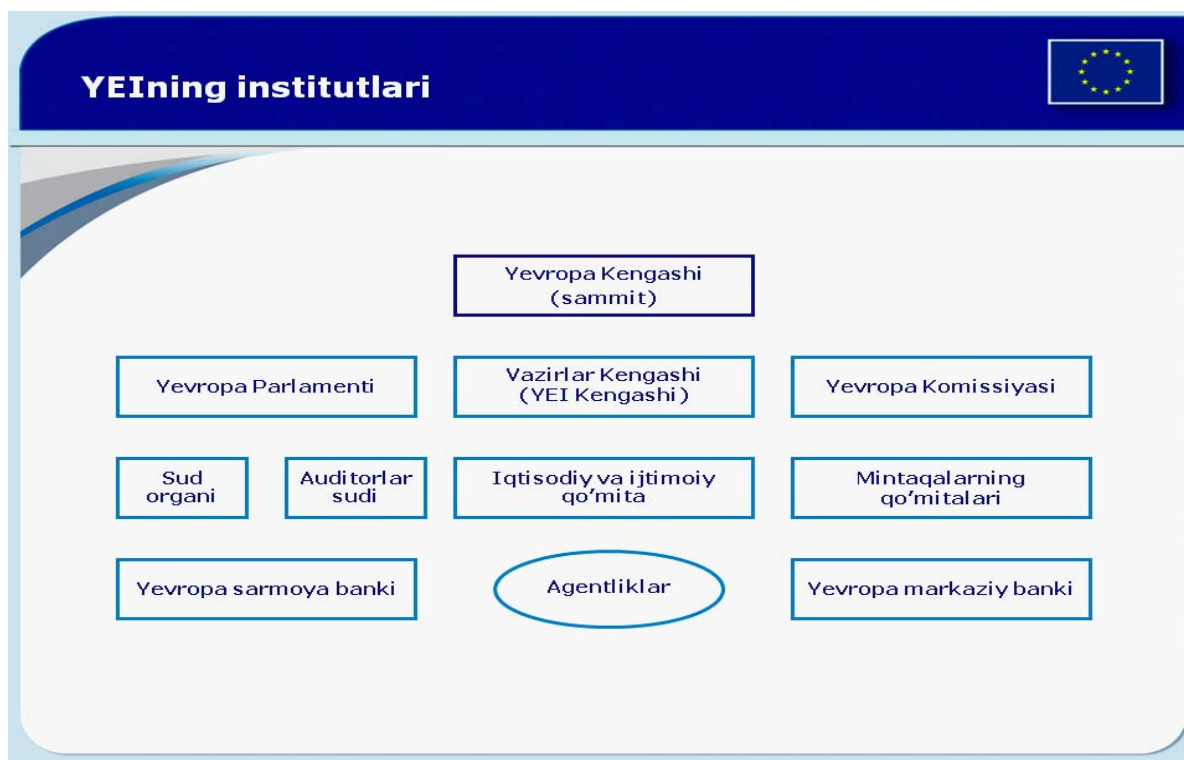 YEIning institutlari
Yevropa Kengashi
(sammit)
Yevropa Parlamenti
Vazirlar Kengashi
(YEI Kengashi)
Yevropa Komissiyasi
Sud
organi
Auditorlar
sudi
Iqtisodiy va ijtimoiy
qo’mita
Mintaqalarning
qo’mitalari
Yevropa sarmoya banki
Agentliklar
Yevropa markaziy banki